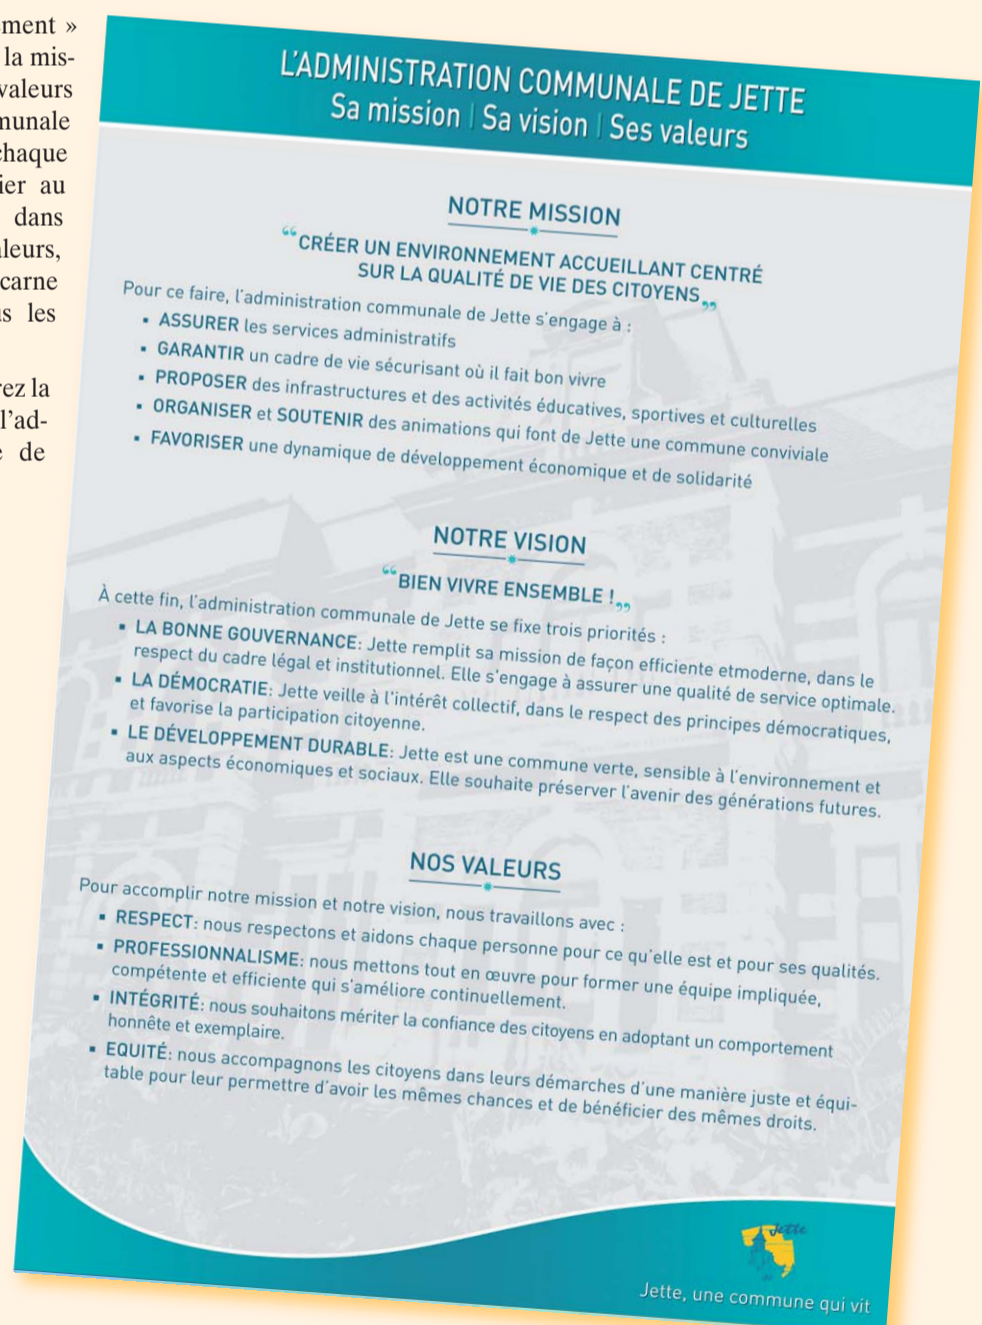 ment »
la mis-
valeurs
munale
chaque
ier au
dans
leurs,
carne
s les
rez la
l'ad-
de
L'ADMINISTRATION COMMUNALE DE JETTE
Sa mission | Sa vision | Ses valeurs
NOTRE MISSION
“CRÉER UN ENVIRONNEMENT ACCUEILLANT CENTRÉ
SUR LA QUALITÉ DE VIE DES CITOYENS„
Pour ce faire, l'administration communale de Jette s'engage à :
▪ ASSURER les services administratifs
▪ GARANTIR un cadre de vie sécurisant où il fait bon vivre
▪ PROPOSER des infrastructures et des activités éducatives, sportives et culturelles
▪ ORGANISER et SOUTENIR des animations qui font de Jette une commune conviviale
▪ FAVORISER une dynamique de développement économique et de solidarité
NOTRE VISION
“BIEN VIVRE ENSEMBLE !„
À cette fin, l'administration communale de Jette se fixe trois priorités :
▪ LA BONNE GOUVERNANCE: Jette remplit sa mission de façon efficiente etmoderne, dans le
respect du cadre légal et institutionnel. Elle s'engage à assurer une qualité de service optimale.
▪ LA DÉMOCRATIE: Jette veille à l'intérêt collectif, dans le respect des principes démocratiques,
et favorise la participation citoyenne.
▪ LE DÉVELOPPEMENT DURABLE: Jette est une commune verte, sensible à l'environnement et
aux aspects économiques et sociaux. Elle souhaite préserver l'avenir des générations futures.
NOS VALEURS
Pour accomplir notre mission et notre vision, nous travaillons avec :
▪ RESPECT: nous respectons et aidons chaque personne pour ce qu'elle est et pour ses qualités.
▪ PROFESSIONNALISME: nous mettons tout en œuvre pour former une équipe impliquée,
compétente et efficiente qui s'améliore continuellement.
▪ INTÉGRITÉ: nous souhaitons mériter la confiance des citoyens en adoptant un comportement
honnête et exemplaire.
▪ EQUITÉ: nous accompagnons les citoyens dans leurs démarches d'une manière juste et équi-
table pour leur permettre d'avoir les mêmes chances et de bénéficier des mêmes droits.
Jette
Jette, une commune qui vit